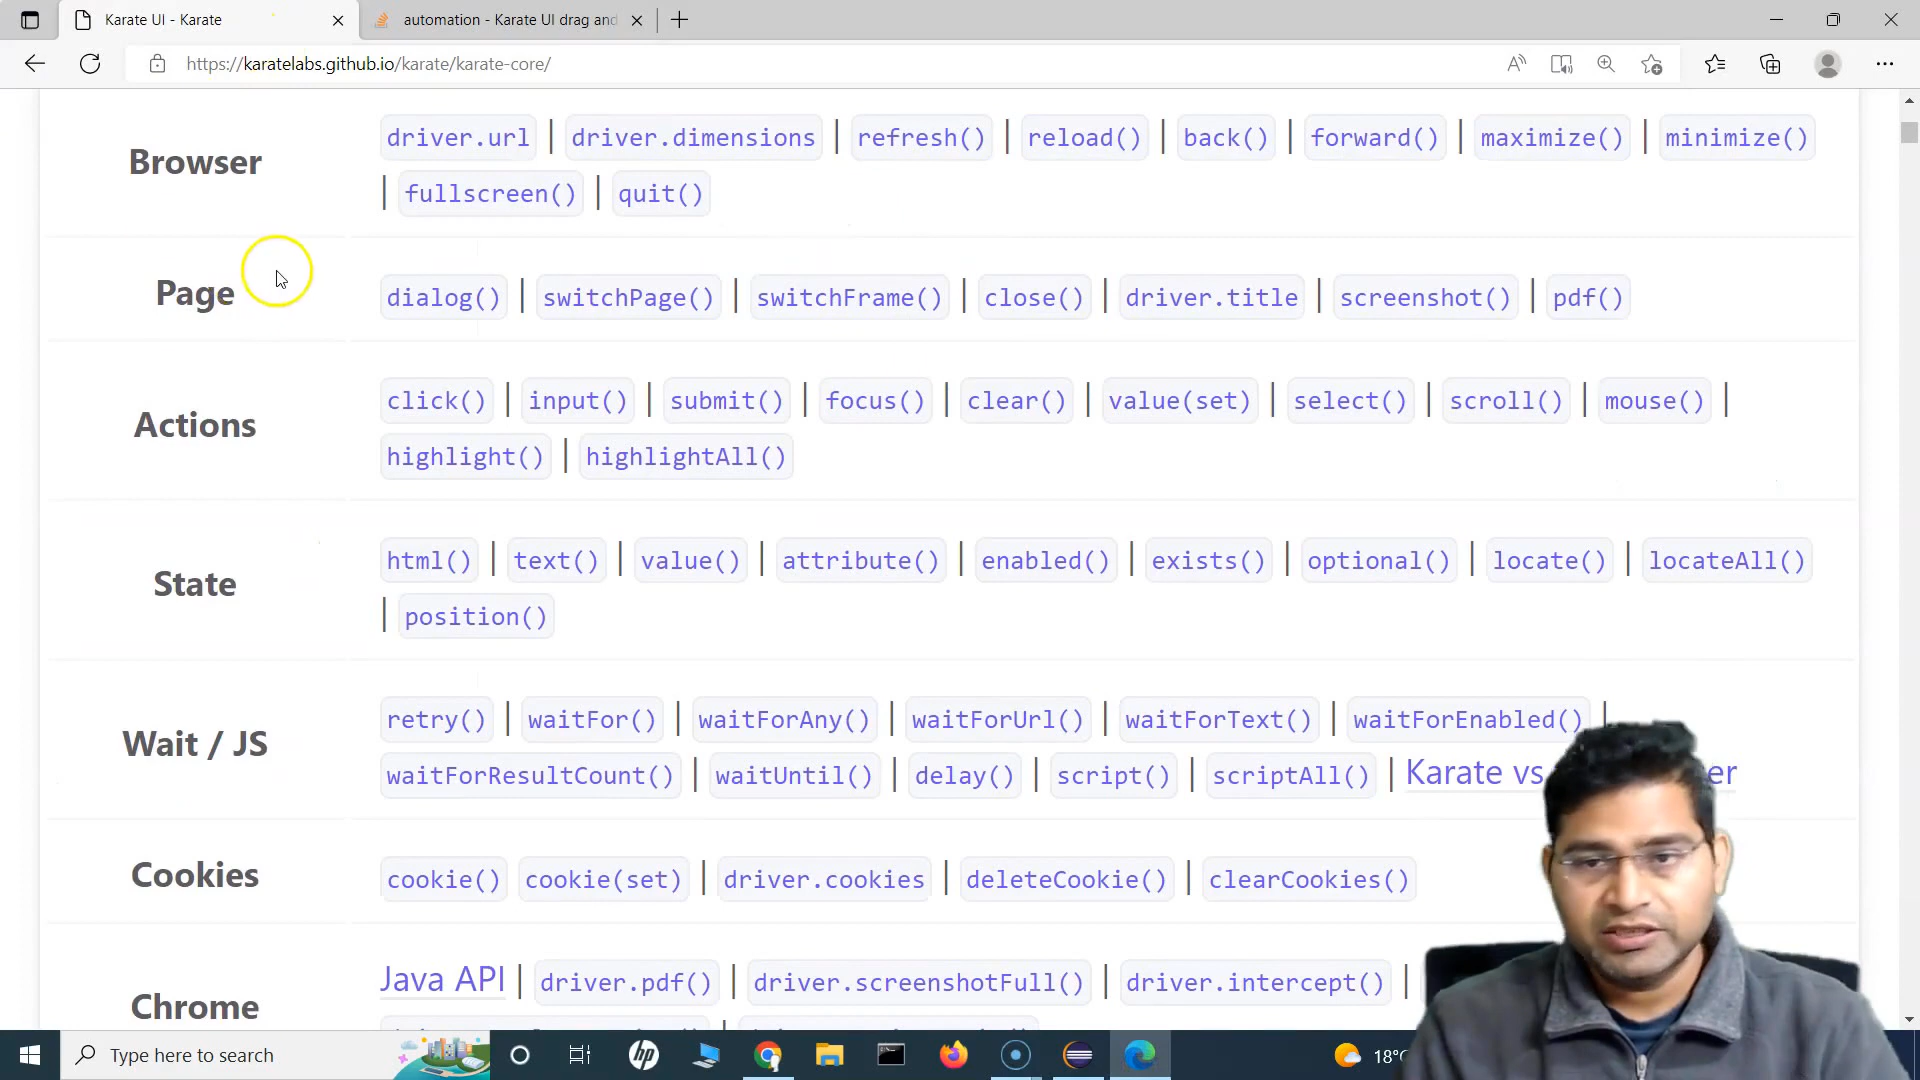 Karate UI - Karate
automation - Karate UI drag and
https://karatelabs.github.io/karate/karate-core/
Browser
driver.url | driver.dimensions | refresh() | reload() | back() | forward() | maximize() | minimize()
| fullscreen() | quit()
Page
dialog() | switchPage() | switchFrame() | close() | driver.title | screenshot() | pdf()
Actions
click() | input() | submit() | focus() | clear() | value(set) | select() | scroll() | mouse() |
highlight() | highlightAll()
State
html() | text() | value() | attribute() | enabled() | exists() | optional() | locate() | locateAll()
| position()
Wait / JS
retry() | waitFor() | waitForAny() | waitForUrl() | waitForText() | waitForEnabled() |
waitForResultCount() | waitUntil() | delay() | script() | scriptAll() | Karate vs
Cookies
cookie() cookie(set) | driver.cookies | deleteCookie() | clearCookies()
Chrome
Java API | driver.pdf() | driver.screenshotFull() | driver.intercept() |
Type here to search
18°